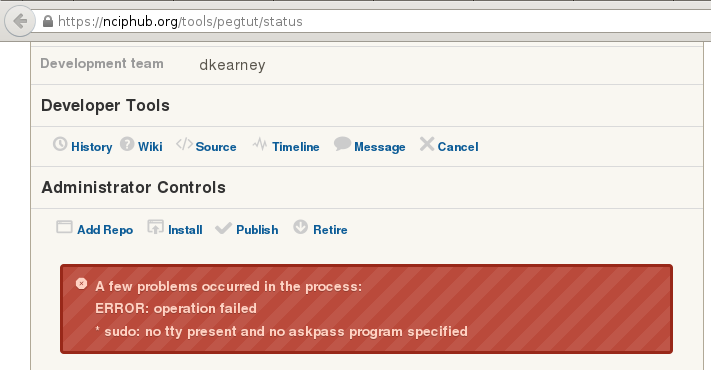 https://nciphub.org/tools/pegtut/status
Development team dkearney
Developer Tools
History Wiki Source Timeline Message Cancel
Administrator Controls
Add Repo Install Publish Retire
A few problems occurred in the process:
ERROR: operation failed
* sudo: no tty present and no askpass program specified